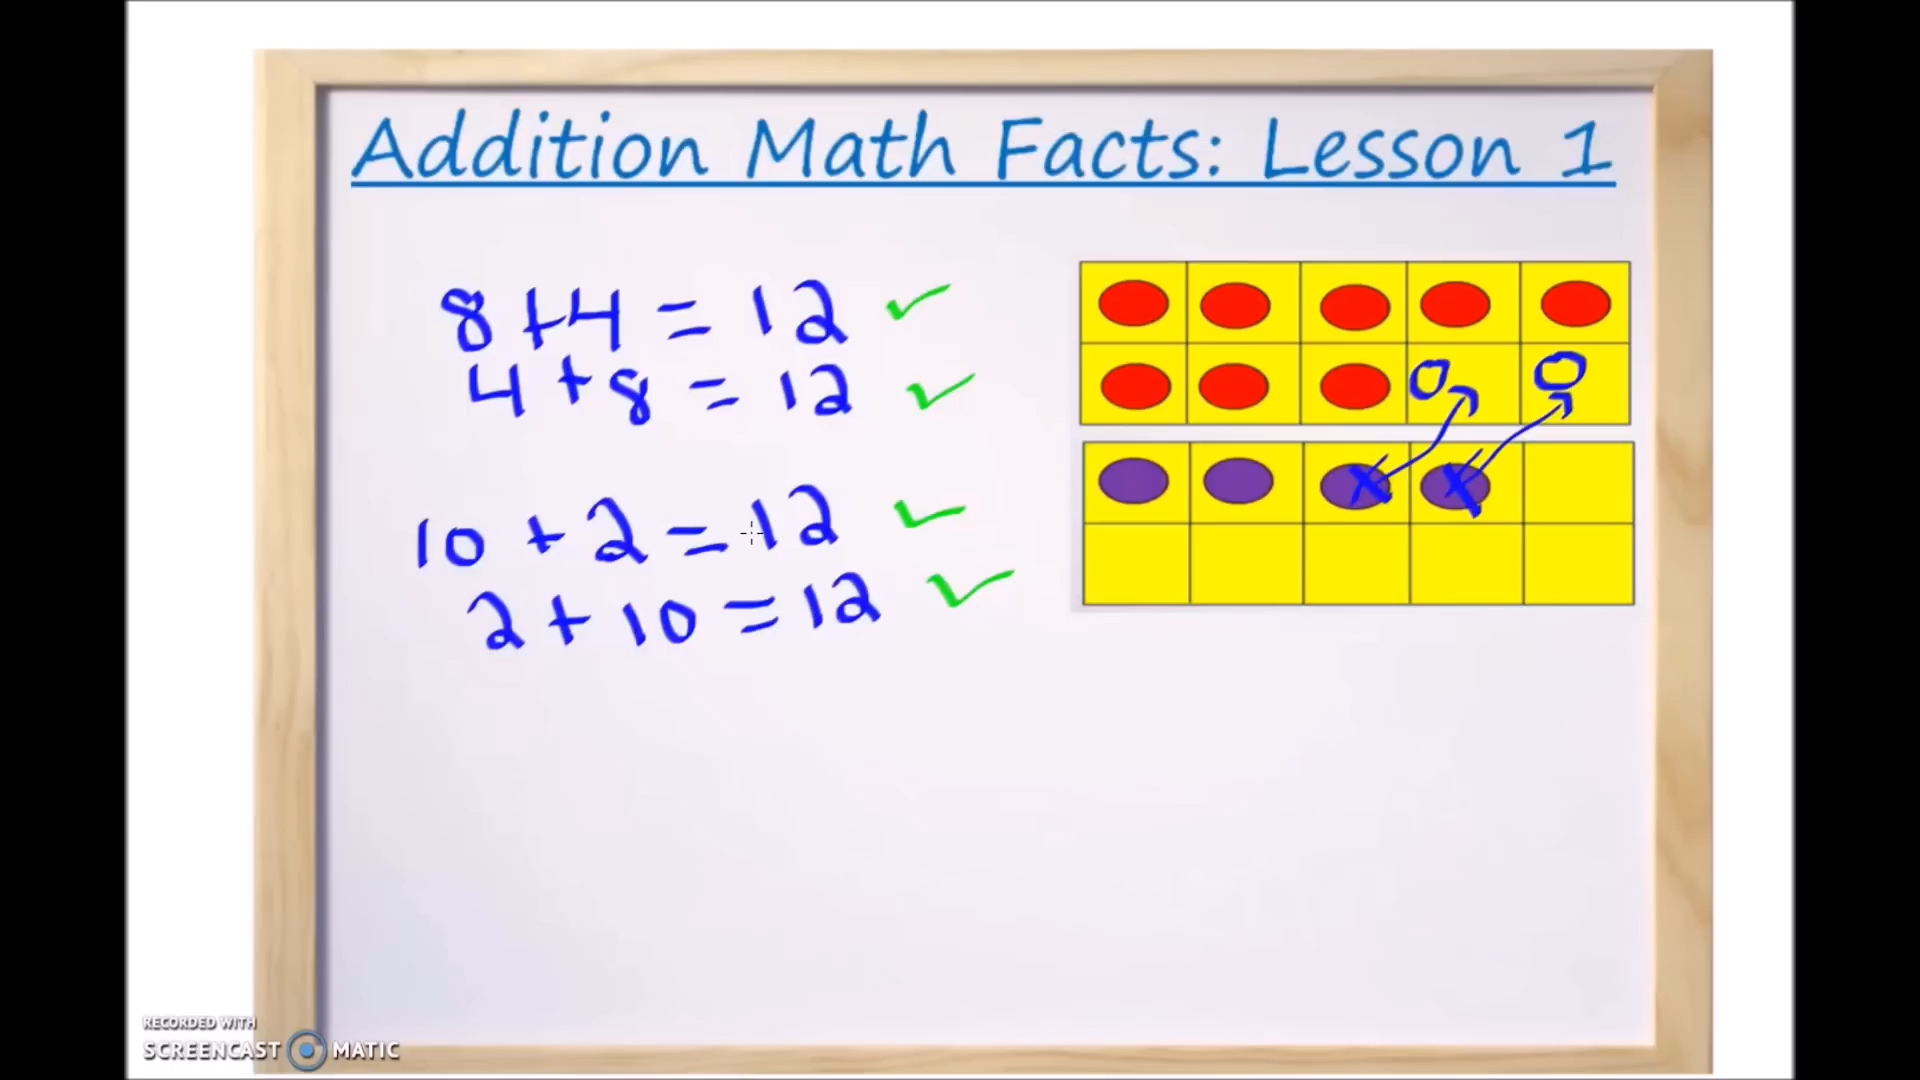 Addition Math Facts: Lesson 1
8 + 4 = 12
4 + 8 = 12
10 + 2 = 12
2 + 10 = 12
RECORDED WITH
SCREENCAST MATIC